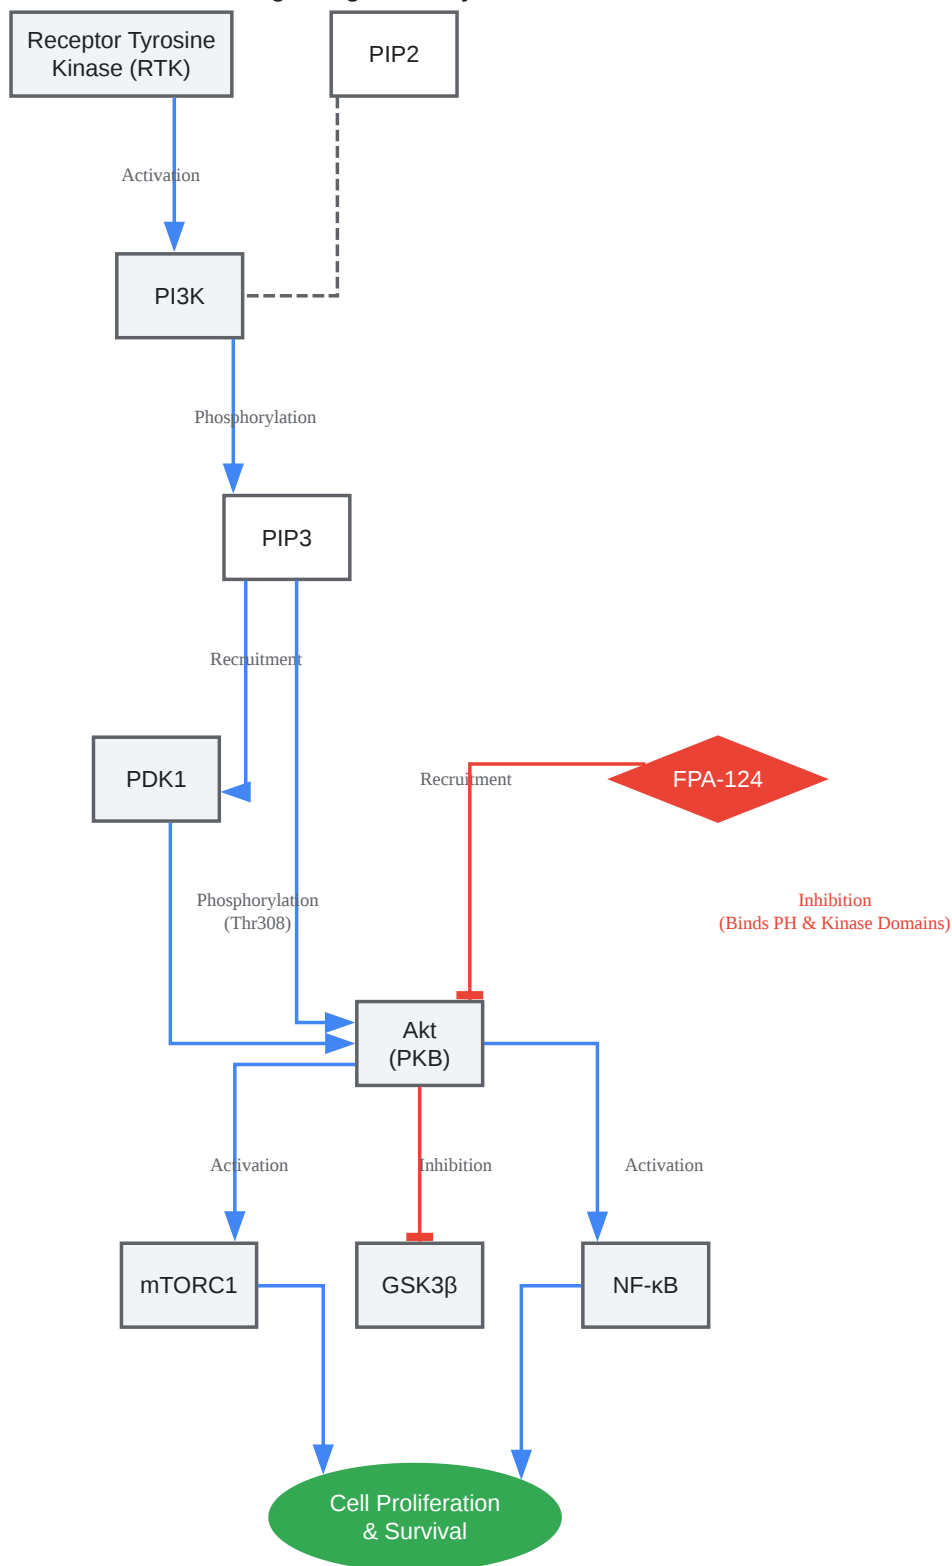 Receptor Tyrosine
Kinase (RTK)
PIP2
Activation
PI3K
Phosphorylation
PIP3
Recruitment
PDK1
Recruitment
FPA-124
Phosphorylation
(Thr308)
Inhibition
(Binds PH & Kinase Domains)
Akt
(PKB)
Activation
Inhibition
Activation
mTORC1
GSK3β
NF-κB
Cell Proliferation
& Survival